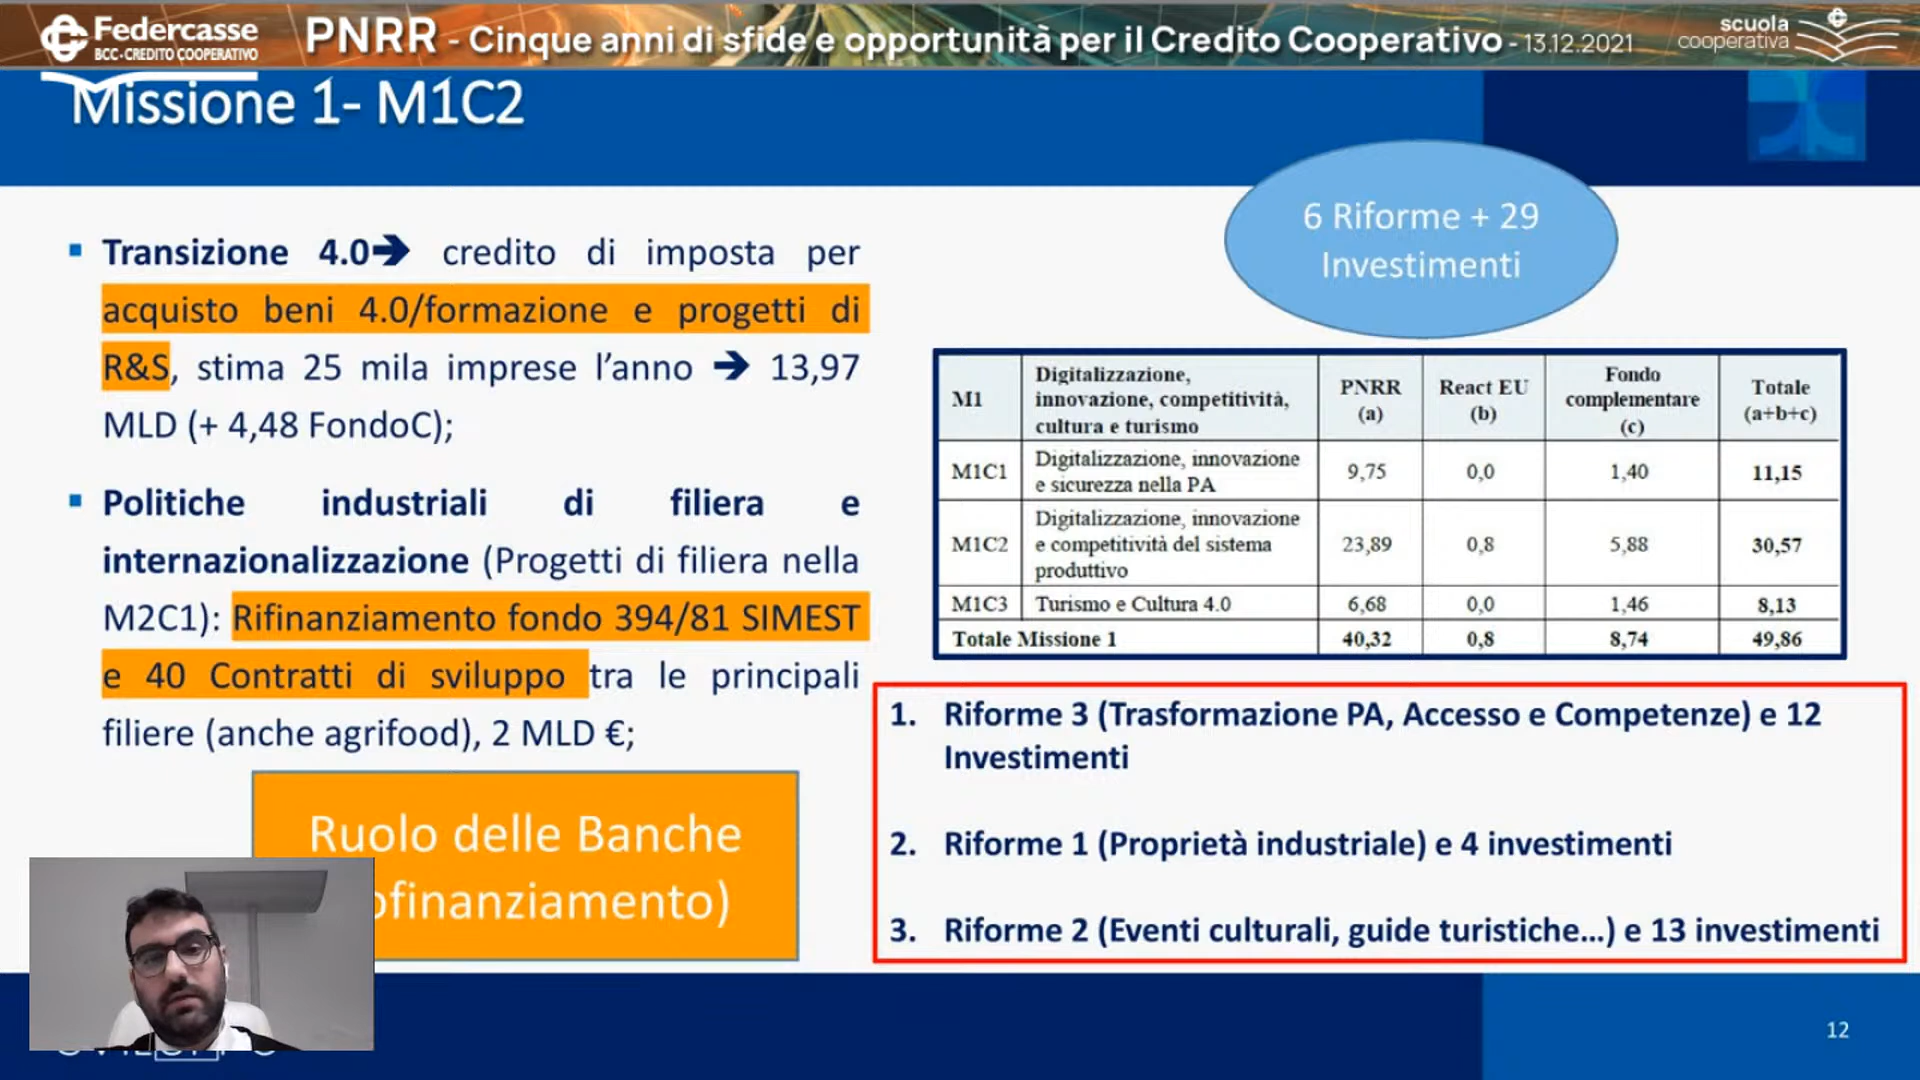 Federcasse
BCC-CREDITO COOPERATIVO
PNRR - Cinque anni di sfide e opportunità per il Credito Cooperativo - 13.12.2021
scuola
cooperativa
Missione 1- M1C2
6 Riforme + 29
Investimenti
▪ Transizione 4.0➔ credito di imposta per
acquisto beni 4.0/formazione e progetti di
R&S, stima 25 mila imprese l’anno ➔ 13,97
MLD (+ 4,48 FondoC);
▪ Politiche industriali di filiera e
internazionalizzazione (Progetti di filiera nella
M2C1): Rifinanziamento fondo 394/81 SIMEST
e 40 Contratti di sviluppo tra le principali
filiere (anche agrifood), 2 MLD €;
Ruolo delle Banche
ofinanziamento)
M1 Digitalizzazione, innovazione, competitività, cultura e turismo PNRR (a) React EU (b) Fondo complementare (c) Totale (a+b+c)
M1C1 Digitalizzazione, innovazione e sicurezza nella PA 9,75 0,0 1,40 11,15
M1C2 Digitalizzazione, innovazione e competitività del sistema produttivo 23,89 0,8 5,88 30,57
M1C3 Turismo e Cultura 4.0 6,68 0,0 1,46 8,13
Totale Missione 1 40,32 0,8 8,74 49,86
1. Riforme 3 (Trasformazione PA, Accesso e Competenze) e 12
Investimenti
2. Riforme 1 (Proprietà industriale) e 4 investimenti
3. Riforme 2 (Eventi culturali, guide turistiche…) e 13 investimenti
12